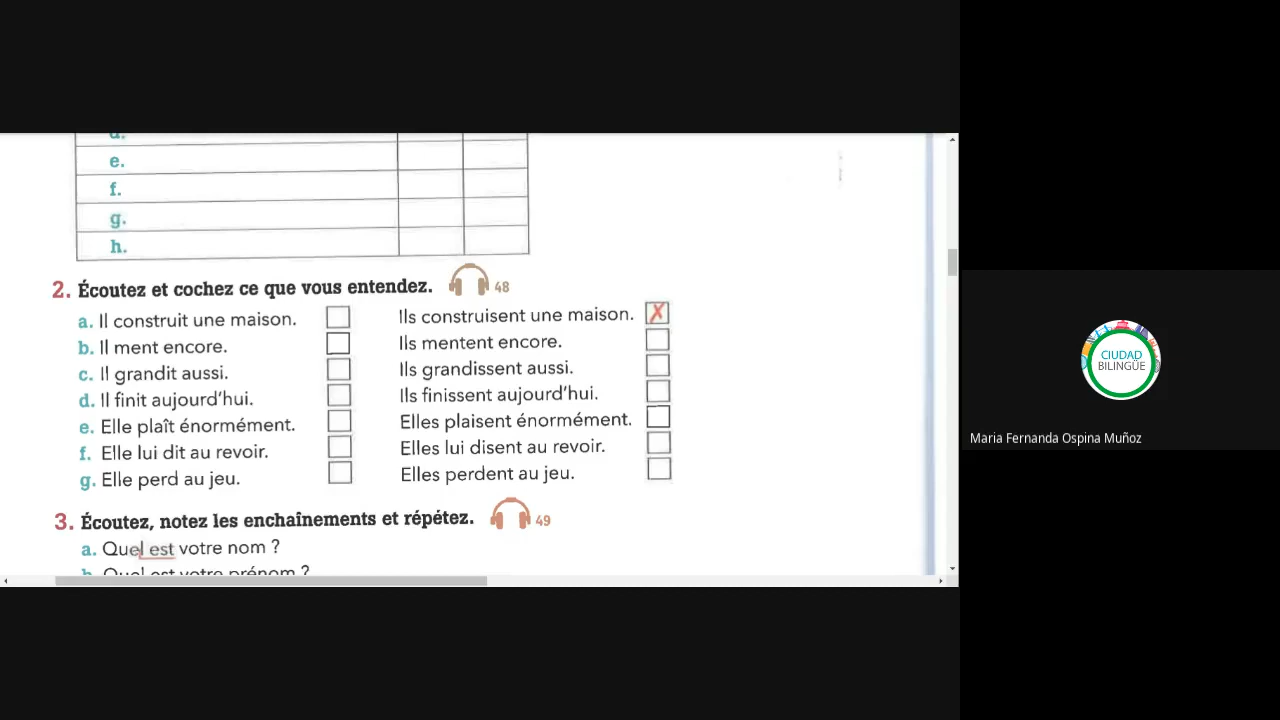 d.
e.
f.
g.
h.
2. Écoutez et cochez ce que vous entendez. 48
a. Il construit une maison. Ils construisent une maison. X
b. Il ment encore. Ils mentent encore.
c. Il grandit aussi. Ils grandissent aussi.
d. Il finit aujourd'hui. Ils finissent aujourd'hui.
e. Elle plaît énormément. Elles plaisent énormément.
f. Elle lui dit au revoir. Elles lui disent au revoir.
g. Elle perd au jeu. Elles perdent au jeu.
3. Écoutez, notez les enchaînements et répétez. 49
a. Quel est votre nom ?
b. Quel est votre prénom ?
CIUDAD
BILINGÜE
Maria Fernanda Ospina Muñoz